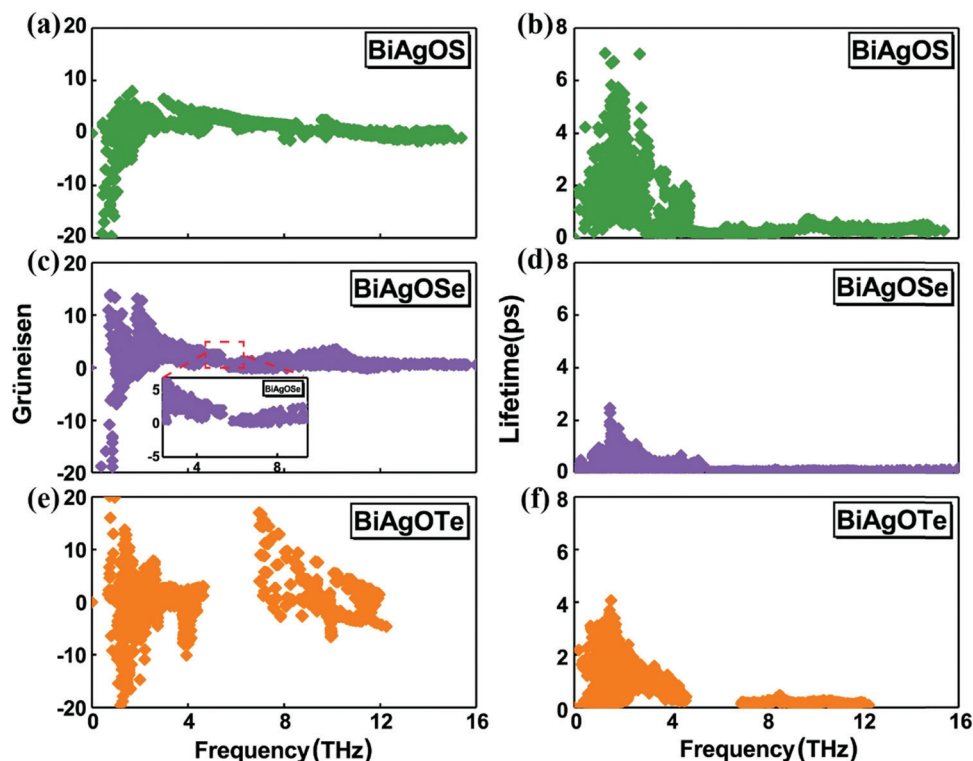 (a)
BiAgOS
20
10
0
-10
-20
(b)
BiAgOS
8
6
4
2
0
(c)
BiAgOSe
20
10
0
-10
-20
BiAgOSe
5
0
-5
4
8
(d)
BiAgOSe
8
6
4
2
0
(e)
BiAgOTe
20
10
0
-10
-20
0
4
8
12
16
(f)
BiAgOTe
8
6
4
2
0
0
4
8
12
16
Grüneisen
Lifetime(ps)
Frequency(THz)
Frequency(THz)